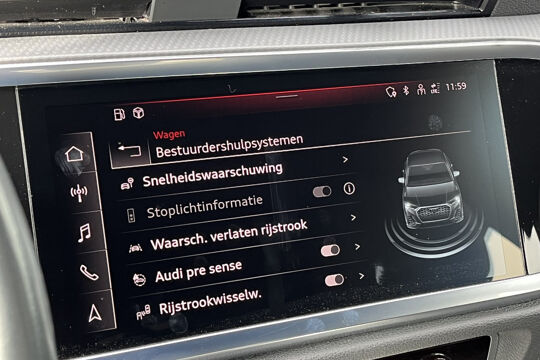 11:59
Wagen
Bestuurdershulpsystemen
Snelheidswaarschuwing
Stoplichtinformatie
Waarsch. verlaten rijstrook
Audi pre sense
Rijstrookwisselw.